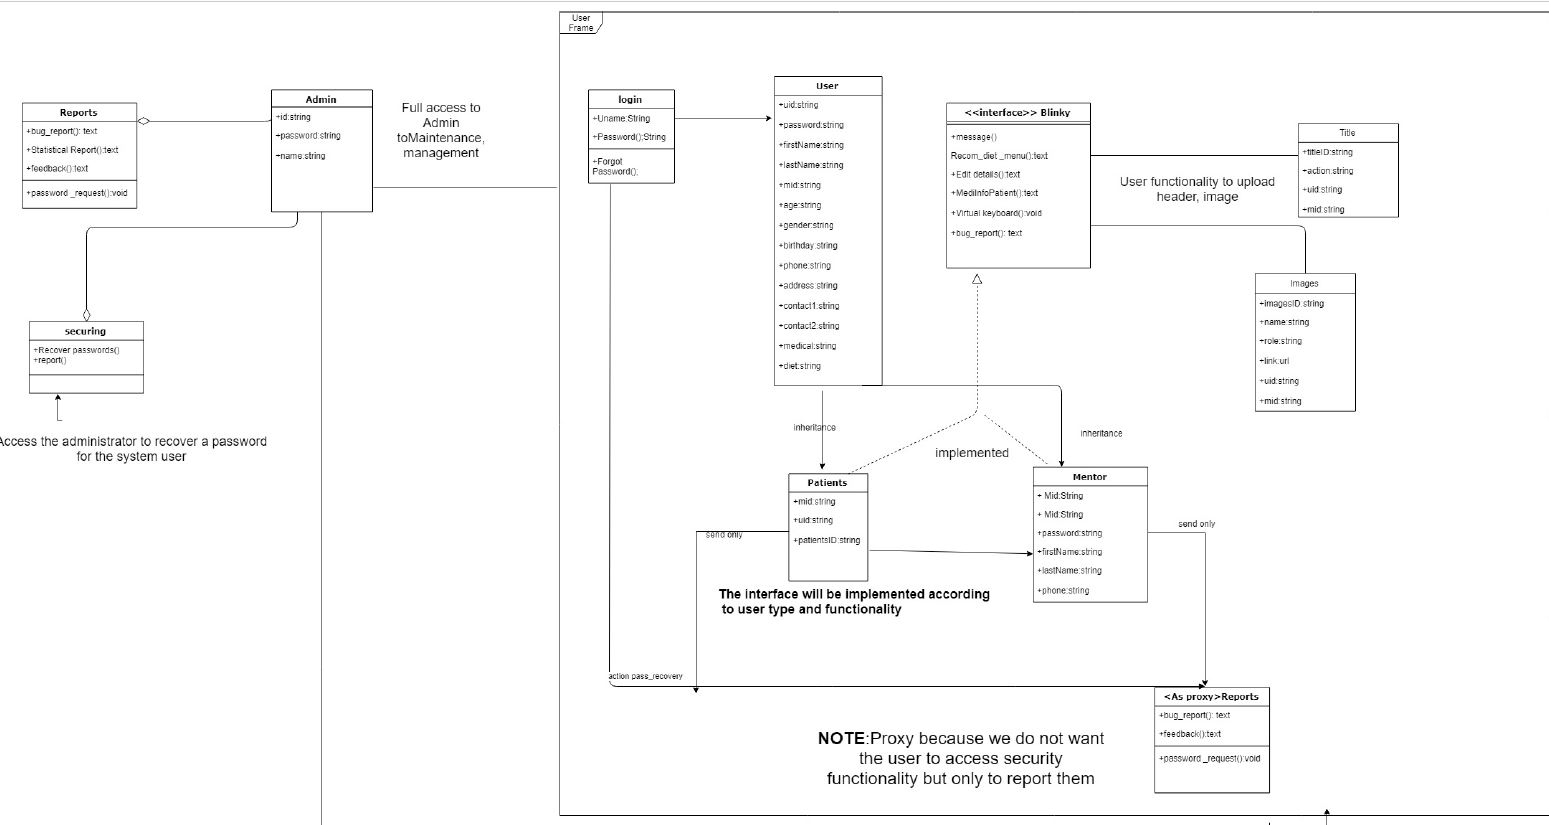 User
Frame
Reports
+bug_report(): text
+Statistical Report():text
+feedback():text
+password _request():void
Admin
+id:string
+password:string
+name:string
Full access to
Admin
toMaintenance,
management
securing
+Recover passwords()
+report()
Access the administrator to recover a password
for the system user
login
+Uname:String
+Password();String
+Forgot
Password();
User
+uid:string
+password:string
+firstName:string
+lastName:string
+mid:string
+age:string
+gender:string
+birthday:string
+phone:string
+address:string
+contact1:string
+contact2:string
+medical:string
+diet:string
<<interface>> Blinky
+message()
Recom_diet _menu():text
+Edit details():text
+MediInfoPatient():text
+Virtual keyboard():void
+bug_report(): text
User functionality to upload
header, image
Title
+titleID:string
+action:string
+uid:string
+mid:string
Images
+imagesID:string
+name:string
+role:string
+link:url
+uid:string
+mid:string
inheritance
inheritance
implemented
Patients
+mid:string
+uid:string
+patientsID:string
Mentor
+ Mid:String
+ Mid:String
+password:string
+firstName:string
+lastName:string
+phone:string
send only
send only
The interface will be implemented according
to user type and functionality
action pass_recovery
<As proxy>Reports
+bug_report(): text
+feedback():text
+password _request():void
NOTE:Proxy because we do not want
the user to access security
functionality but only to report them